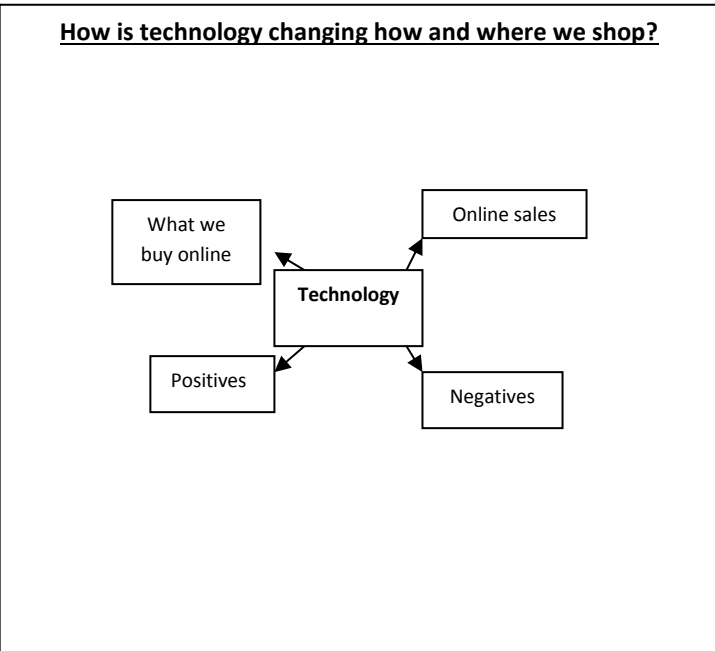 How is technology changing how and where we shop?
What we
buy online
Online sales
Technology
Positives
Negatives